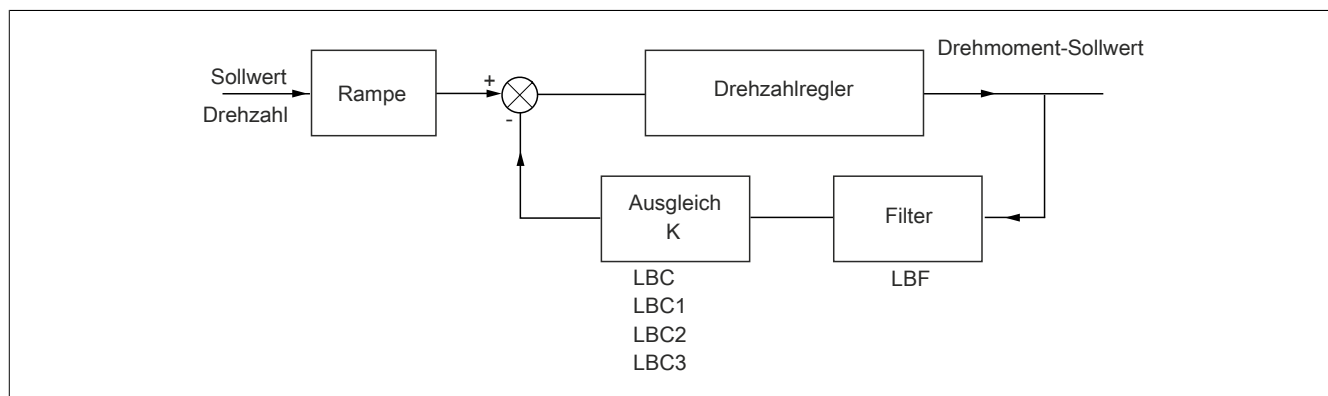 Drehmoment-Sollwert
Sollwert
Drehzahl
Rampe
+
-
Drehzahlregler
Ausgleich
K
Filter
LBC
LBC1
LBC2
LBC3
LBF